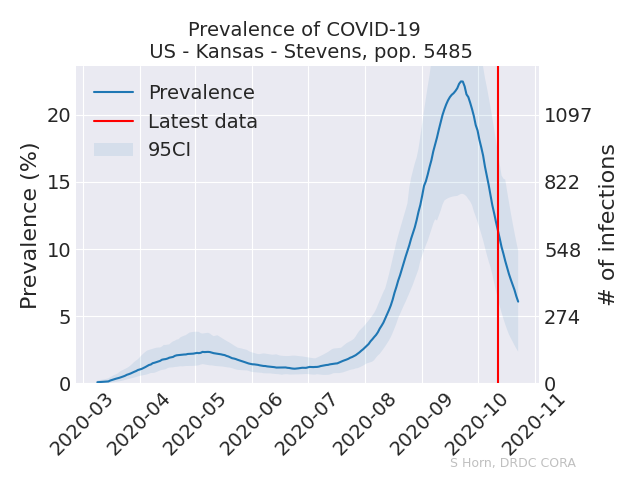 Prevalence of COVID-19
US - Kansas - Stevens, pop. 5485
Prevalence
Latest data
95CI
Prevalence (%)
20
15
10
5
0
1097
822
548
274
0
# of infections
2020-03
2020-04
2020-05
2020-06
2020-07
2020-08
2020-09
2020-10
2020-11
S Horn, DRDC CORA